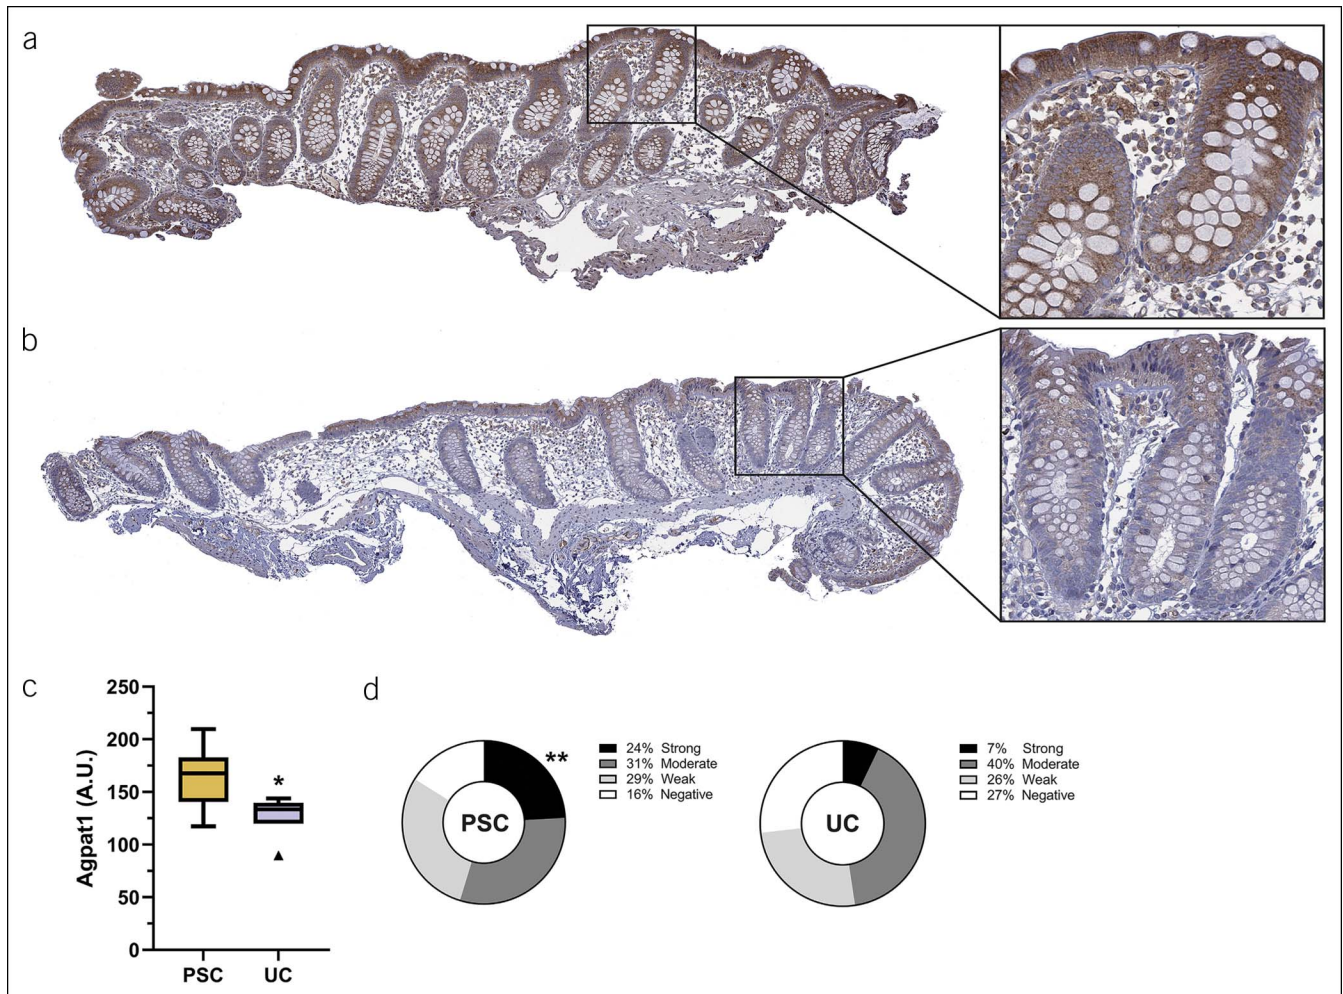 a
b
c
d
250
200
150
100
50
0
Agpat1 (A.U.)
*
PSC
UC
PSC
**
24% Strong
31% Moderate
29% Weak
16% Negative
UC
7% Strong
40% Moderate
26% Weak
27% Negative